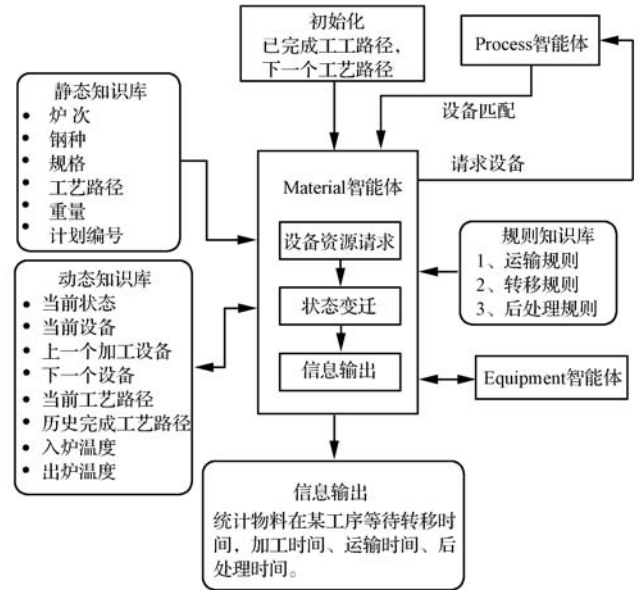 初始化
已完成工工路径，
下一个工艺路径
Process智能体
设备匹配
请求设备
静态知识库
• 炉 次
• 钢种
• 规格
• 工艺路径
• 重量
• 计划编号
Material智能体
设备资源请求
状态变迁
信息输出
规则知识库
1、运输规则
2、转移规则
3、后处理规则
动态知识库
• 当前状态
• 当前设备
• 上一个加工设备
• 下一个设备
• 当前工艺路径
• 历史完成工艺路径
• 入炉温度
• 出炉温度
Equipment智能体
信息输出
统计物料在某工序等待转移时
间，加工时间、运输时间、后
处理时间。